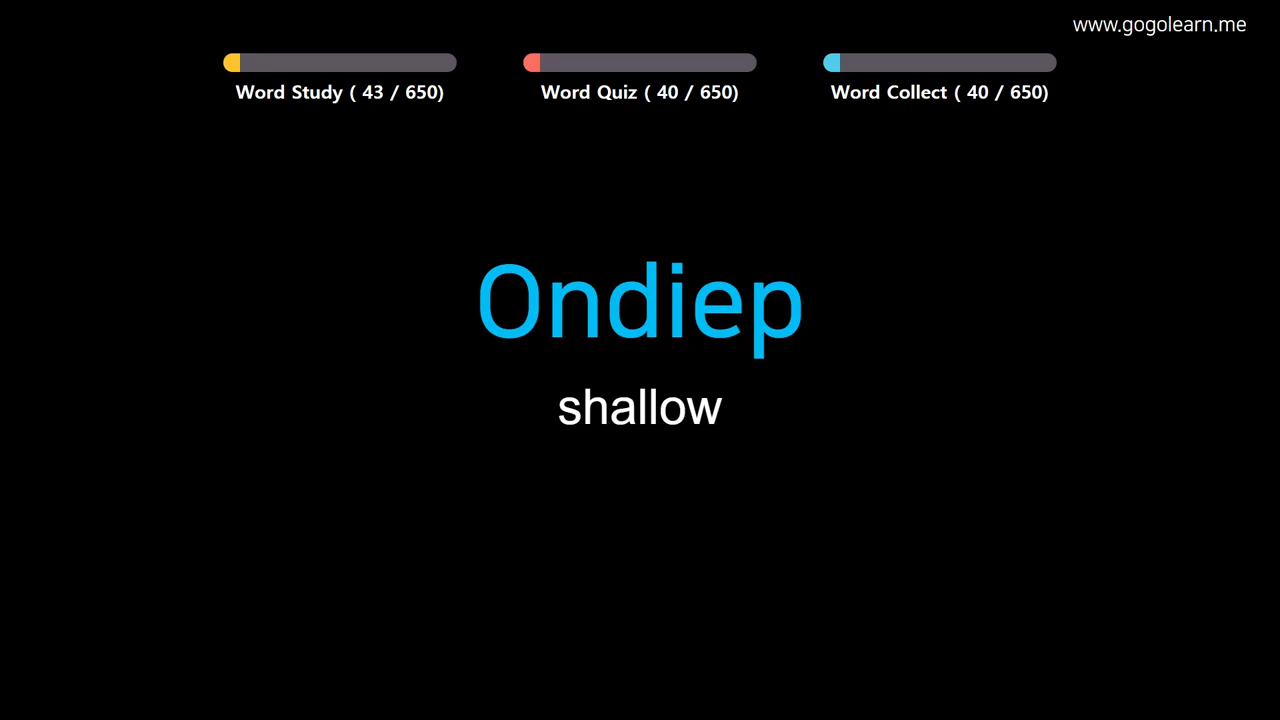 www.gogolearn.me
Word Study ( 43 / 650)
Word Quiz ( 40 / 650)
Word Collect ( 40 / 650)
Ondiep
shallow